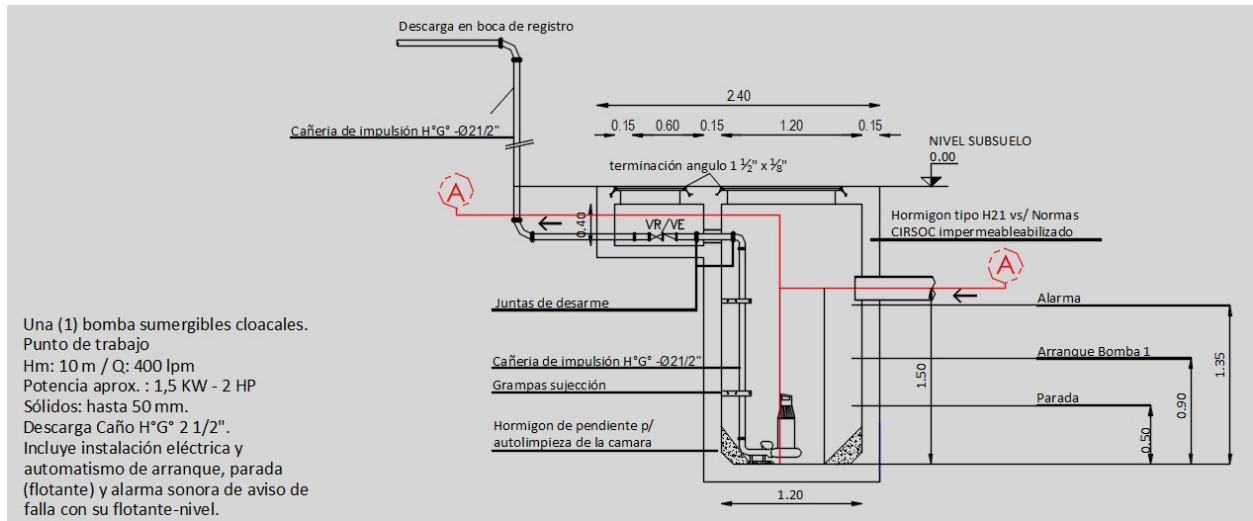 Descarga en boca de registro
Cañeria de impulsión H°G° -Ø21/2"
2.40
0.15 0.60 0.15 1.20 0.15
terminación angulo 1 ½" x ⅛"
NIVEL SUBSUELO
0.00
A
0.40
VR/VE
Hormigon tipo H21 vs/ Normas
CIRSOC impermeableabilizado
A
Juntas de desarme
Alarma
Cañeria de impulsión H°G° -Ø21/2"
Arranque Bomba 1
Grampas sujección
Parada
1.50
0.50
0.90
1.35
Hormigon de pendiente p/
autolimpieza de la camara
1.20
Una (1) bomba sumergibles cloacales.
Punto de trabajo
Hm: 10 m / Q: 400 lpm
Potencia aprox. : 1,5 KW - 2 HP
Sólidos: hasta 50 mm.
Descarga Caño H°G° 2 1/2".
Incluye instalación eléctrica y
automatismo de arranque, parada
(flotante) y alarma sonora de aviso de
falla con su flotante-nivel.